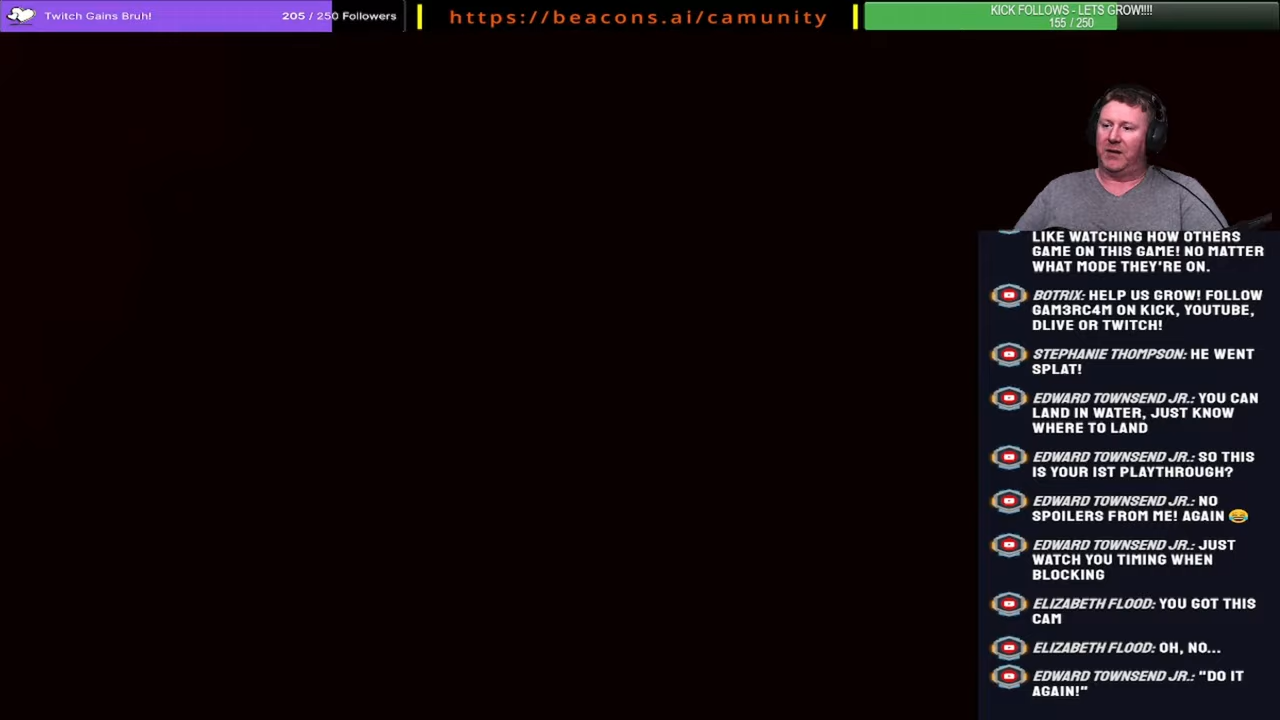 Twitch Gains Bruh!
205 / 250 Followers
https://beacons.ai/camunity
KICK FOLLOWS - LETS GROW!!!!
155 / 250
LIKE WATCHING HOW OTHERS
GAME ON THIS GAME! NO MATTER
WHAT MODE THEY'RE ON.
BOTRIX: HELP US GROW! FOLLOW
GAM3RC4M ON KICK, YOUTUBE,
DLIVE OR TWITCH!
STEPHANIE THOMPSON: HE WENT
SPLAT!
EDWARD TOWNSEND JR.: YOU CAN
LAND IN WATER, JUST KNOW
WHERE TO LAND
EDWARD TOWNSEND JR.: SO THIS
IS YOUR 1ST PLAYTHROUGH?
EDWARD TOWNSEND JR.: NO
SPOILERS FROM ME! AGAIN 😂
EDWARD TOWNSEND JR.: JUST
WATCH YOU TIMING WHEN
BLOCKING
ELIZABETH FLOOD: YOU GOT THIS
CAM
ELIZABETH FLOOD: OH, NO...
EDWARD TOWNSEND JR.: "DO IT
AGAIN!"